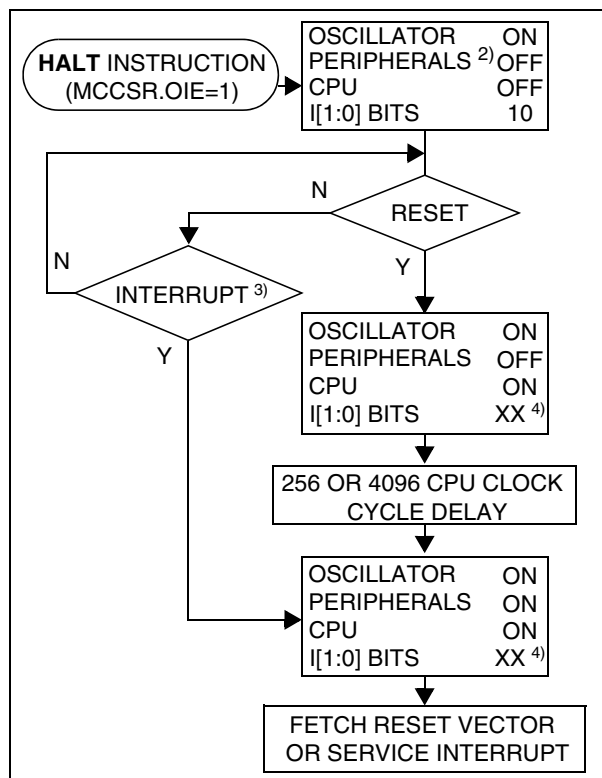 HALT INSTRUCTION
(MCCSR.OIE=1)
OSCILLATOR ON
PERIPHERALS 2) OFF
CPU OFF
I[1:0] BITS 10
N
RESET
N
Y
INTERRUPT 3)
Y
OSCILLATOR ON
PERIPHERALS OFF
CPU ON
I[1:0] BITS XX 4)
256 OR 4096 CPU CLOCK
CYCLE DELAY
OSCILLATOR ON
PERIPHERALS ON
CPU ON
I[1:0] BITS XX 4)
FETCH RESET VECTOR
OR SERVICE INTERRUPT